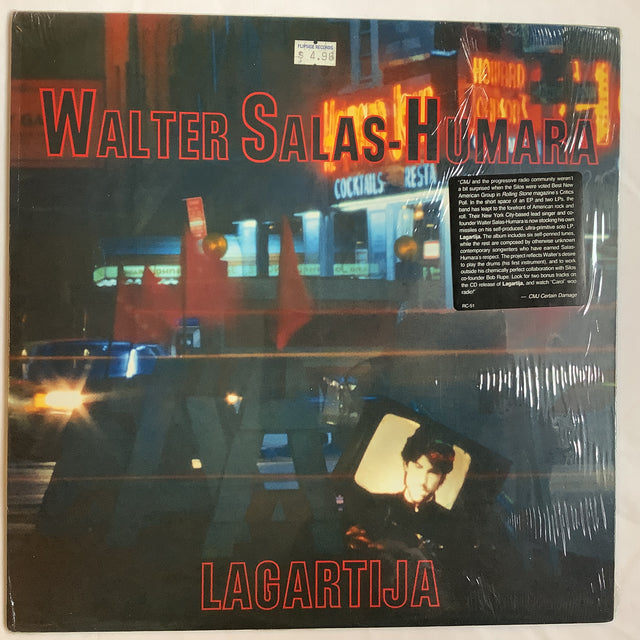 FLIPSIDE RECORDS
$4.98
WALTER SALAS-HUMARA
HOWARD
JOHNSON'S
COCKTAILS RESTA
"CMJ and the progressive radio community weren't
a bit surprised when the Silos were voted Best New
American Group in Rolling Stone magazine's Critics
Poll. In the short space of an EP and two LPs, the
band has leapt to the forefront of American rock and
roll. Their New York City-based lead singer and co-
founder Walter Salas-Humara is now stocking his own
missiles on his self-produced, ultra-primitive solo LP,
Lagartija. The album includes six self-penned tunes,
while the rest are composed by otherwise unknown
contemporary songwriters who have earned Salas-
Humara's respect. The project reflects Walter's desire
to play the drums (his first instrument), and to work
outside his chemically perfect collaboration with Silos
co-founder Bob Rupe. Look for two bonus tracks on
the CD release of Lagartija, and watch "Carol" woo
radio!"
— CMJ Certain Damage
RC-51
LAGARTIJA